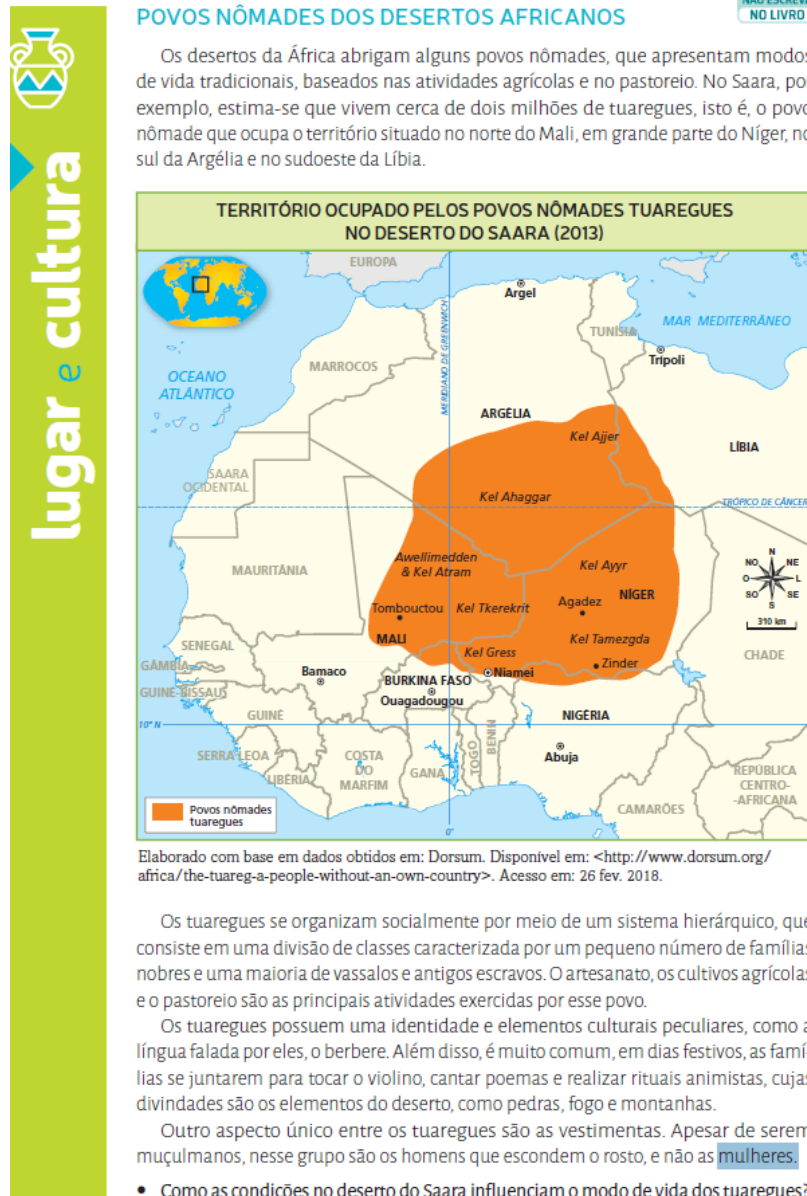 NÃO ESCREVA
NO LIVRO
POVOS NÔMADES DOS DESERTOS AFRICANOS
lugar e cultura
Os desertos da África abrigam alguns povos nômades, que apresentam modos
de vida tradicionais, baseados nas atividades agrícolas e no pastoreio. No Saara, po
exemplo, estima-se que vivem cerca de dois milhões de tuaregues, isto é, o povo
nômade que ocupa o território situado no norte do Mali, em grande parte do Níger, no
sul da Argélia e no sudoeste da Líbia.
TERRITÓRIO OCUPADO PELOS POVOS NÔMADES TUAREGUES
NO DESERTO DO SAARA (2013)
EUROPA
Argel
MERIDIANO DE GREENWICH
TUNÍSIA
MAR MEDITERRÂNEO
Trípoli
MARROCOS
OCEANO
ATLÂNTICO
ARGÉLIA
Kel Ajjer
LÍBIA
SAARA
OCIDENTAL
Kel Ahaggar
TRÓPICO DE CÂNCER
MAURITÂNIA
Awellimedden
& Kel Atram
Kel Ayyr
NO N NE
O L
SO S SE
310 km
Tombouctou
Kel Tkerekrit
Agadez
NÍGER
MALI
Kel Tamezgda
SENEGAL
Kel Gress
CHADE
GÂMBIA
Bamaco
Niamei
Zinder
GUINÉ-BISSAU
BURKINA FASO
Ouagadougou
GUINÉ
NIGÉRIA
10° N
SERRA LEOA
COSTA
DO
MARFIM
GANA
TOGO
BENIN
Abuja
LIBÉRIA
REPÚBLICA
CENTRO-
-AFRICANA
CAMARÕES
Povos nômades
tuaregues
0°
Elaborado com base em dados obtidos em: Dorsum. Disponível em: <http://www.dorsum.org/
africa/the-tuareg-a-people-without-an-own-country>. Acesso em: 26 fev. 2018.
Os tuaregues se organizam socialmente por meio de um sistema hierárquico, que
consiste em uma divisão de classes caracterizada por um pequeno número de famílias
nobres e uma maioria de vassalos e antigos escravos. O artesanato, os cultivos agrícolas
e o pastoreio são as principais atividades exercidas por esse povo.
Os tuaregues possuem uma identidade e elementos culturais peculiares, como a
língua falada por eles, o berbere. Além disso, é muito comum, em dias festivos, as famí-
lias se juntarem para tocar o violino, cantar poemas e realizar rituais animistas, cujas
divindades são os elementos do deserto, como pedras, fogo e montanhas.
Outro aspecto único entre os tuaregues são as vestimentas. Apesar de serem
muçulmanos, nesse grupo são os homens que escondem o rosto, e não as mulheres.
• Como as condições no deserto do Saara influenciam o modo de vida dos tuaregues?